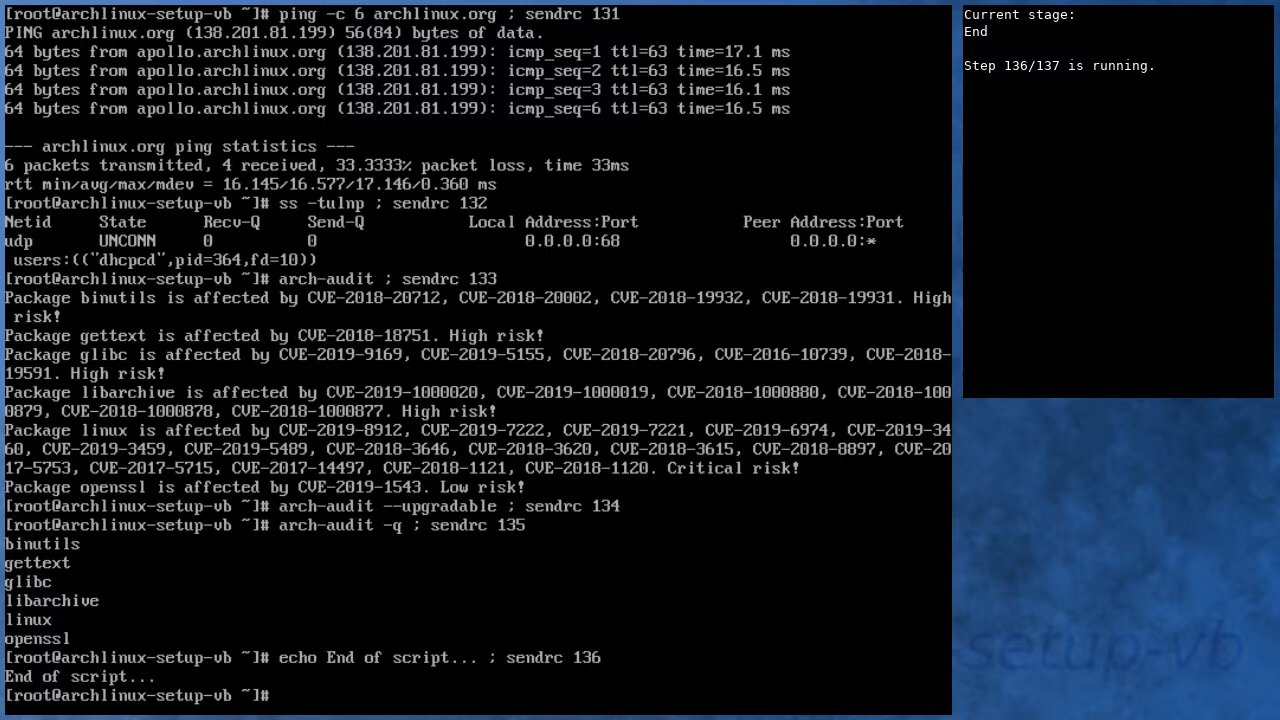 [root@archlinux-setup-vb ~]# ping -c 6 archlinux.org ; sendrc 131
PING archlinux.org (138.201.81.199) 56(84) bytes of data.
64 bytes from apollo.archlinux.org (138.201.81.199): icmp_seq=1 ttl=63 time=17.1 ms
64 bytes from apollo.archlinux.org (138.201.81.199): icmp_seq=2 ttl=63 time=16.5 ms
64 bytes from apollo.archlinux.org (138.201.81.199): icmp_seq=3 ttl=63 time=16.1 ms
64 bytes from apollo.archlinux.org (138.201.81.199): icmp_seq=6 ttl=63 time=16.5 ms
--- archlinux.org ping statistics ---
6 packets transmitted, 4 received, 33.3333% packet loss, time 33ms
rtt min/avg/max/mdev = 16.145/16.577/17.146/0.360 ms
[root@archlinux-setup-vb ~]# ss -tulnp ; sendrc 132
Netid State Recv-Q Send-Q Local Address:Port Peer Address:Port
udp UNCONN 0 0 0.0.0.0:68 0.0.0.0:*
users:(("dhcpcd",pid=364,fd=10))
[root@archlinux-setup-vb ~]# arch-audit ; sendrc 133
Package binutils is affected by CVE-2018-20712, CVE-2018-20002, CVE-2018-19932, CVE-2018-19931. High
risk!
Package gettext is affected by CVE-2018-18751. High risk!
Package glibc is affected by CVE-2019-9169, CVE-2019-5155, CVE-2018-20796, CVE-2016-10739, CVE-2018-
19591. High risk!
Package libarchive is affected by CVE-2019-1000020, CVE-2019-1000019, CVE-2018-1000880, CVE-2018-100
0879, CVE-2018-1000878, CVE-2018-1000877. High risk!
Package linux is affected by CVE-2019-8912, CVE-2019-7222, CVE-2019-7221, CVE-2019-6974, CVE-2019-34
60, CVE-2019-3459, CVE-2019-5489, CVE-2018-3646, CVE-2018-3620, CVE-2018-3615, CVE-2018-8897, CVE-20
17-5753, CVE-2017-5715, CVE-2017-14497, CVE-2018-1121, CVE-2018-1120. Critical risk!
Package openssl is affected by CVE-2019-1543. Low risk!
[root@archlinux-setup-vb ~]# arch-audit --upgradable ; sendrc 134
[root@archlinux-setup-vb ~]# arch-audit -q ; sendrc 135
binutils
gettext
glibc
libarchive
linux
openssl
[root@archlinux-setup-vb ~]# echo End of script... ; sendrc 136
End of script...
[root@archlinux-setup-vb ~]#
Current stage:
End
Step 136/137 is running.
setup-vb